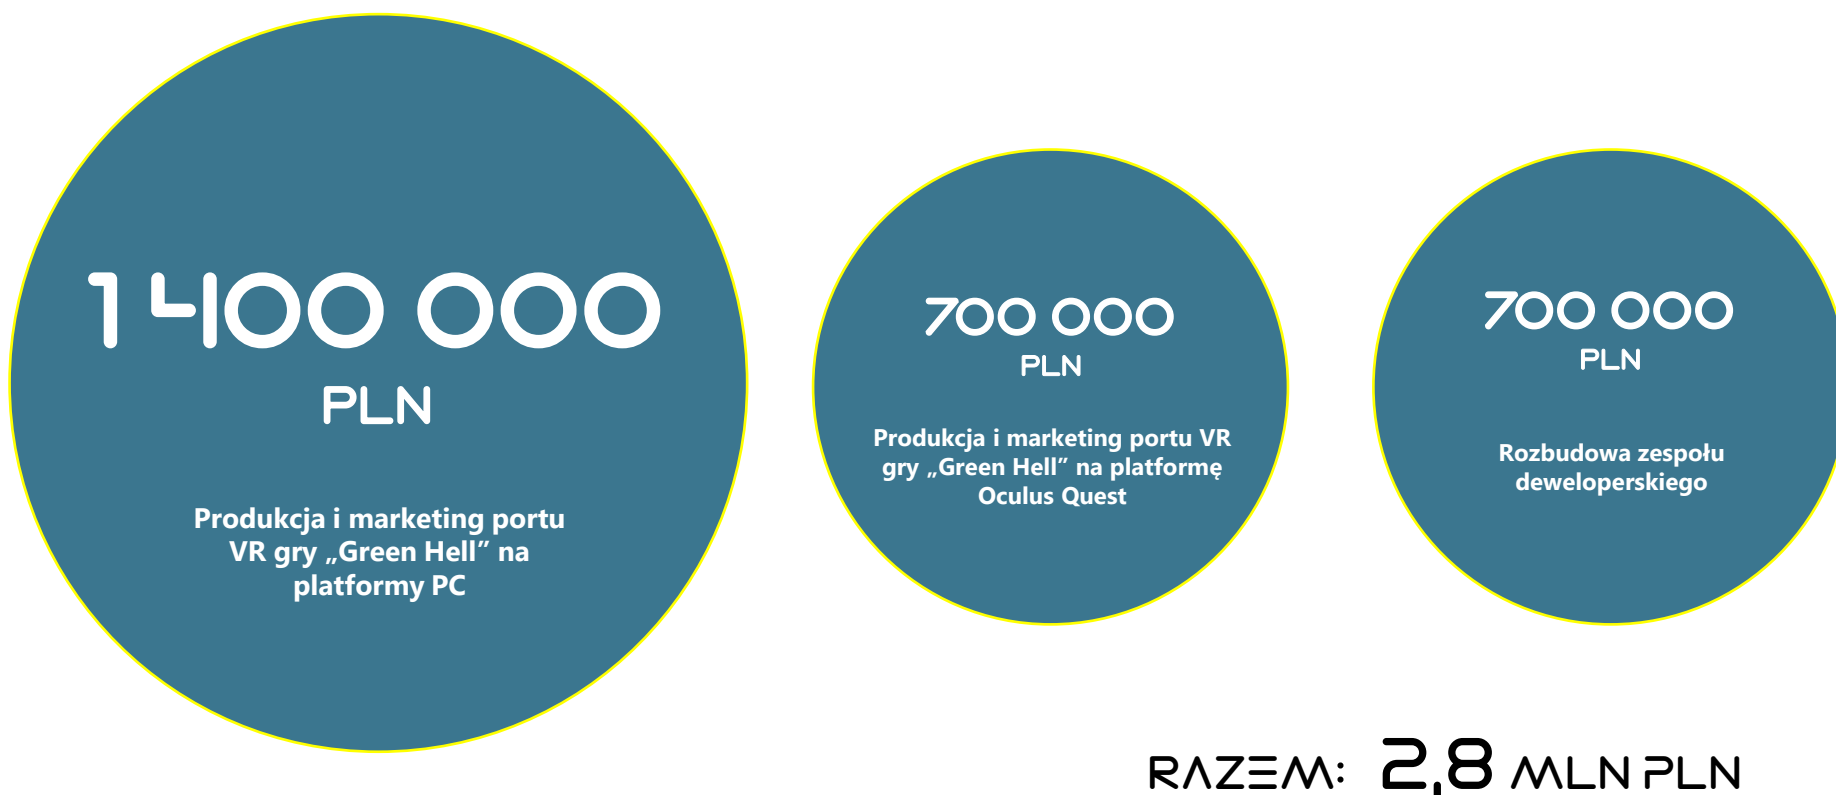 1 400 000
PLN
Produkcja i marketing portu
VR gry „Green Hell” na
platformy PC
700 000
PLN
Produkcja i marketing portu VR
gry „Green Hell” na platformę
Oculus Quest
700 000
PLN
Rozbudowa zespołu
deweloperskiego
RAZEM: 2,8 MLN PLN